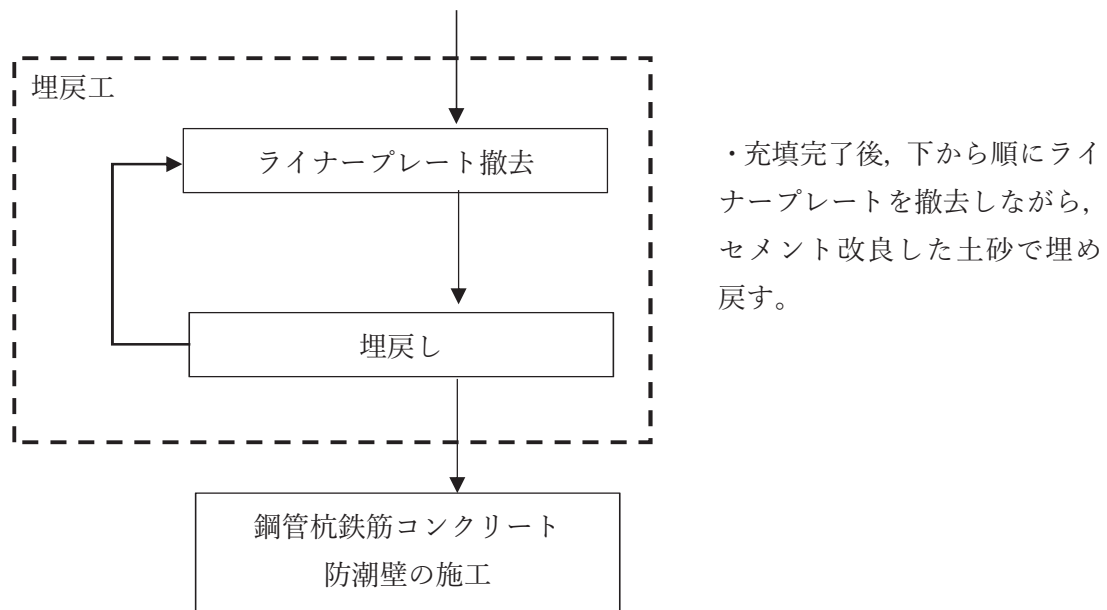 埋戻工
ライナープレート撤去
・充填完了後，下から順にライ
ナープレートを撤去しながら，
セメント改良した土砂で埋め
戻す。
埋戻し
鋼管杭鉄筋コンクリート
防潮壁の施工